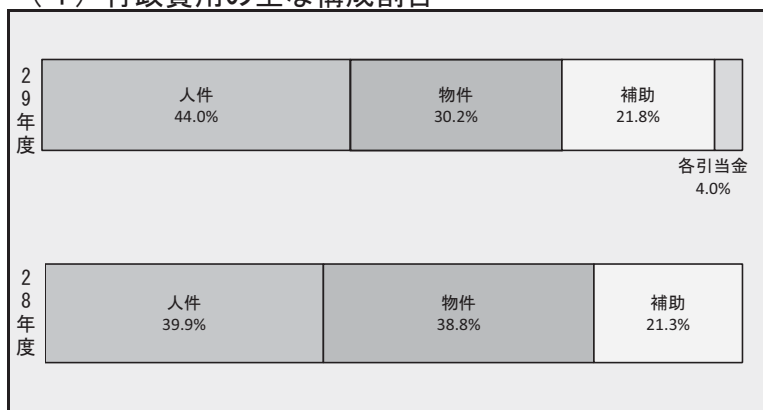 (1)行政費用の主な構成割合
29年度
人件
44.0%
物件
30.2%
補助
21.8%
各引当金
4.0%
28年度
人件
39.9%
物件
38.8%
補助
21.3%